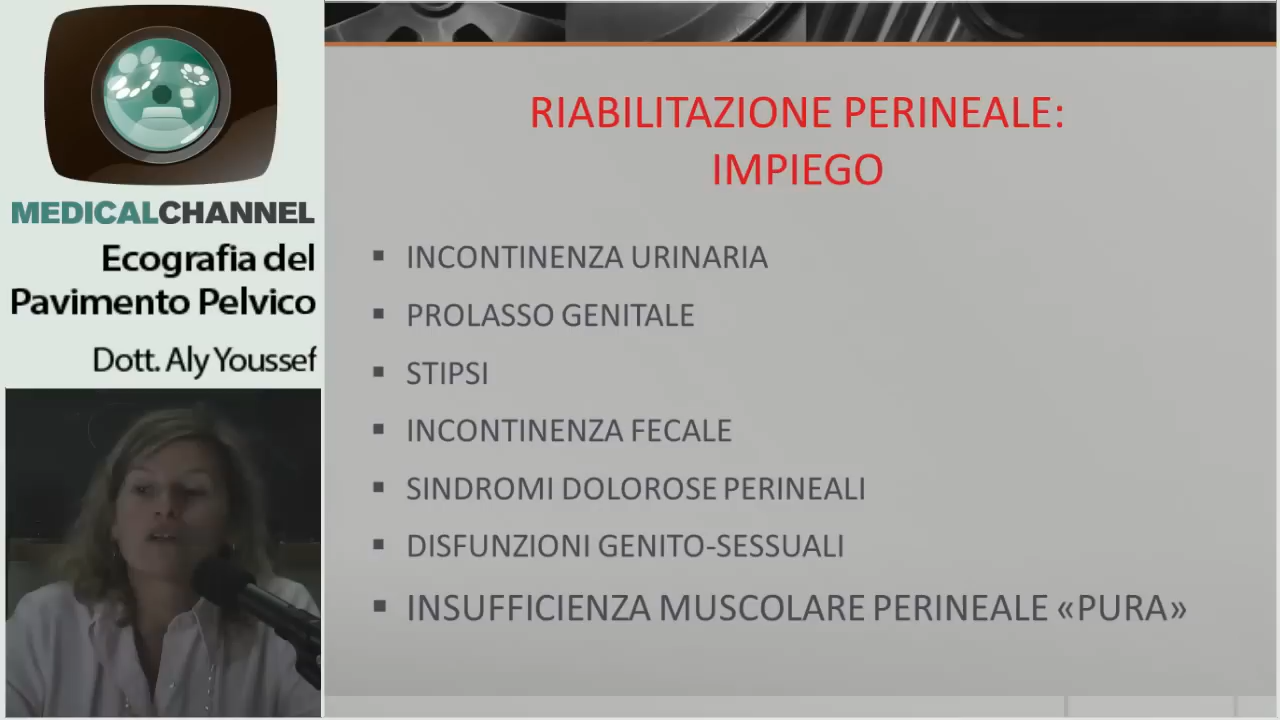 MEDICALCHANNEL
Ecografia del
Pavimento Pelvico
Dott. Aly Youssef
RIABILITAZIONE PERINEALE:
IMPIEGO
▪ INCONTINENZA URINARIA
▪ PROLASSO GENITALE
▪ STIPSI
▪ INCONTINENZA FECALE
▪ SINDROMI DOLOROSE PERINEALI
▪ DISFUNZIONI GENITO-SESSUALI
▪ INSUFFICIENZA MUSCOLARE PERINEALE «PURA»